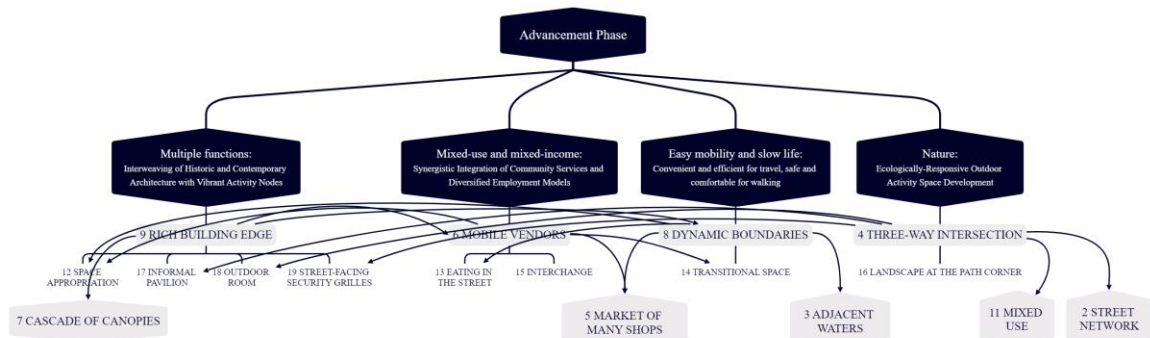 Advancement Phase
Multiple functions:
Interweaving of Historic and Contemporary
Architecture with Vibrant Activity Nodes
Mixed-use and mixed-income:
Synergistic Integration of Community Services and
Diversified Employment Models
Easy mobility and slow life:
Convenient and efficient for travel, safe and
comfortable for walking
Nature:
Ecologically-Responsive Outdoor
Activity Space Development
9 RICH BUILDING EDGE
6 MOBILE VENDORS
8 DYNAMIC BOUNDARIES
4 THREE-WAY INTERSECTION
12 SPACE
APPROPRIATION
17 INFORMAL
PAVILION
18 OUTDOOR
ROOM
19 STREET-FACING
SECURITY GRILLES
13 EATING IN
THE STREET
15 INTERCHANGE
14 TRANSITIONAL SPACE
16 LANDSCAPE AT THE PATH CORNER
7 CASCADE OF CANOPIES
5 MARKET OF
MANY SHOPS
3 ADJACENT
WATERS
11 MIXED
USE
2 STREET
NETWORK